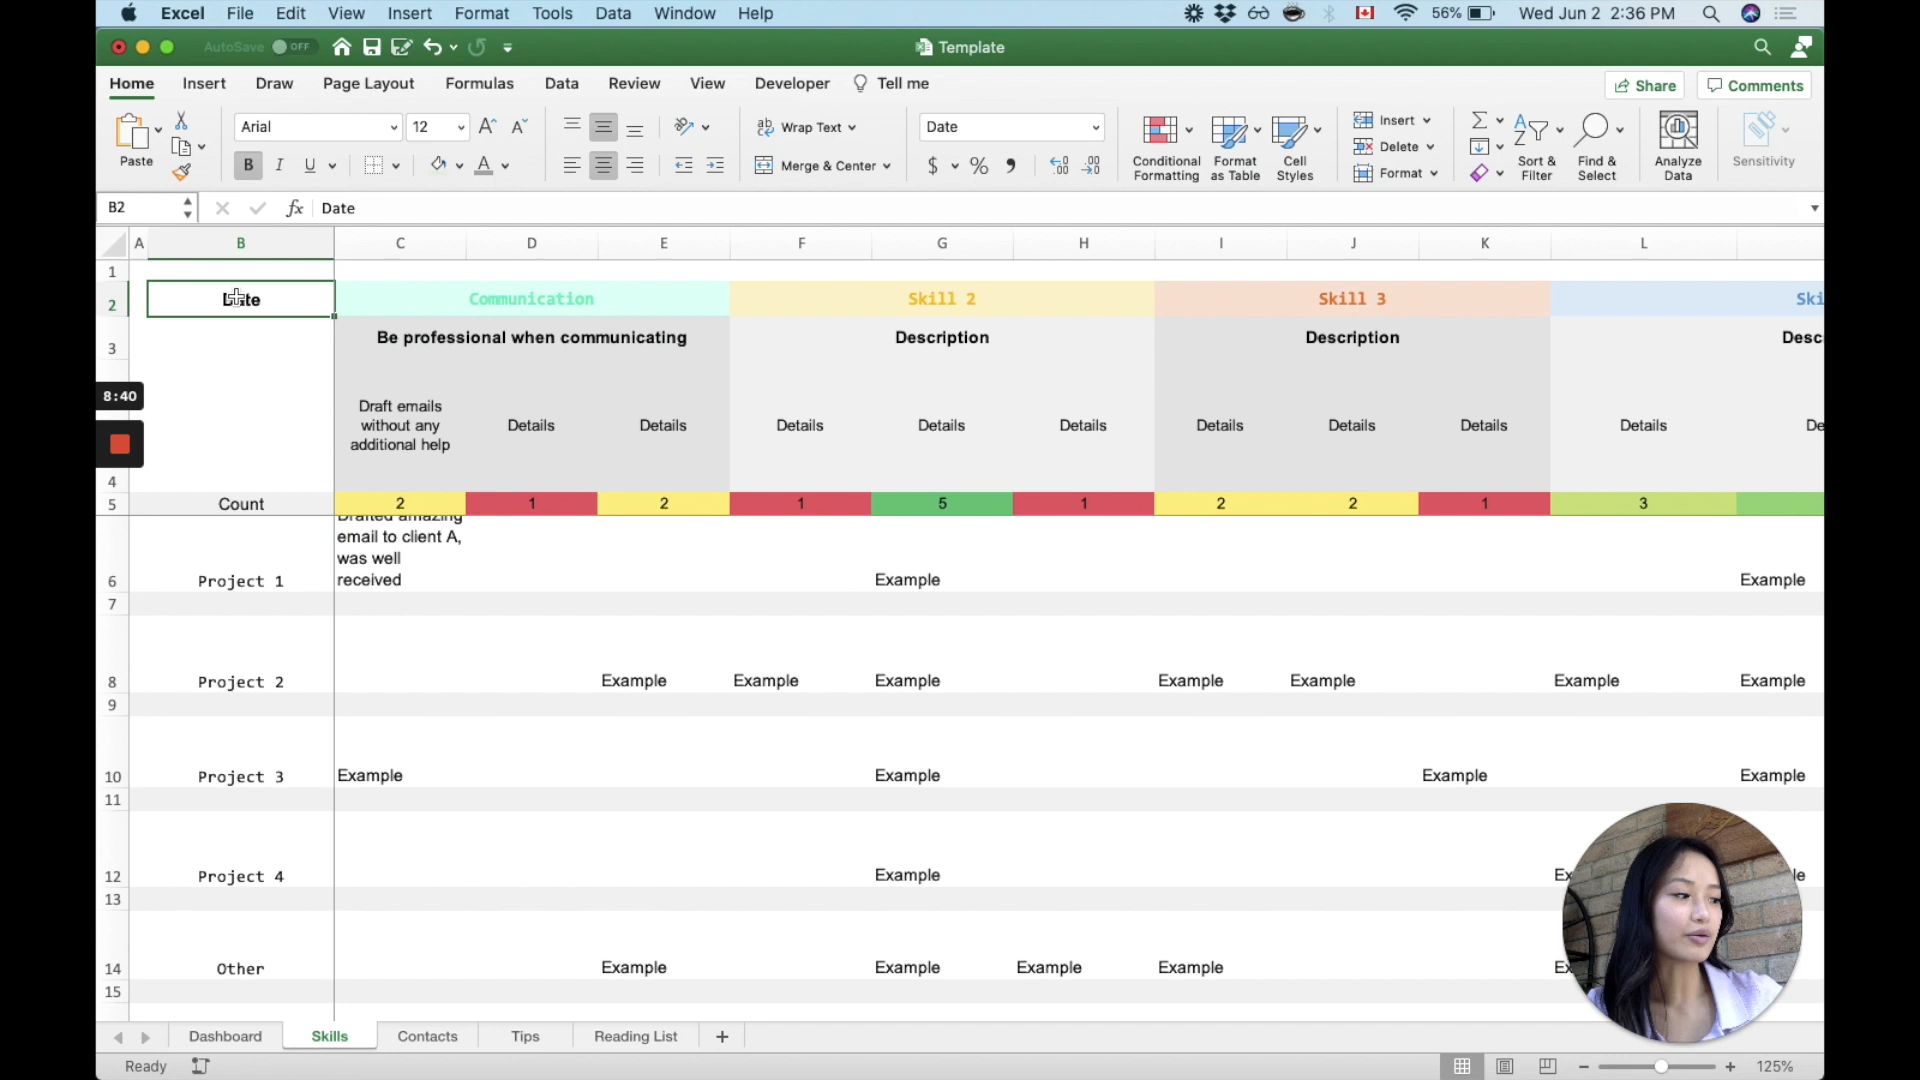 Excel File Edit View Insert Format Tools Data Window Help 56% Wed Jun 2 2:36 PM
AutoSave OFF Template
Home Insert Draw Page Layout Formulas Data Review View Developer Tell me Share Comments
Paste Arial 12 Wrap Text Date Conditional Formatting Format as Table Cell Styles Insert Sort & Filter Find & Select Analyze Data Sensitivity
B I U Merge & Center $ % Delete
Format
B2 fx Date
A B C D E F G H I J K L
1
2 Communication Skill 2 Skill 3
3 Be professional when communicating Description Description
8:40
4 Draft emails without any additional help Details Details Details Details Details Details Details Details Details
5 Count 2 1 2 1 5 1 2 2 1 3
email to client A,
was well
6 Project 1 received Example Example
7
8 Project 2 Example Example Example Example Example Example Example
9
10 Project 3 Example Example Example Example
11
12 Project 4 Example
13
14 Other Example Example Example Example
15
Dashboard Skills Contacts Tips Reading List +
Ready 125%